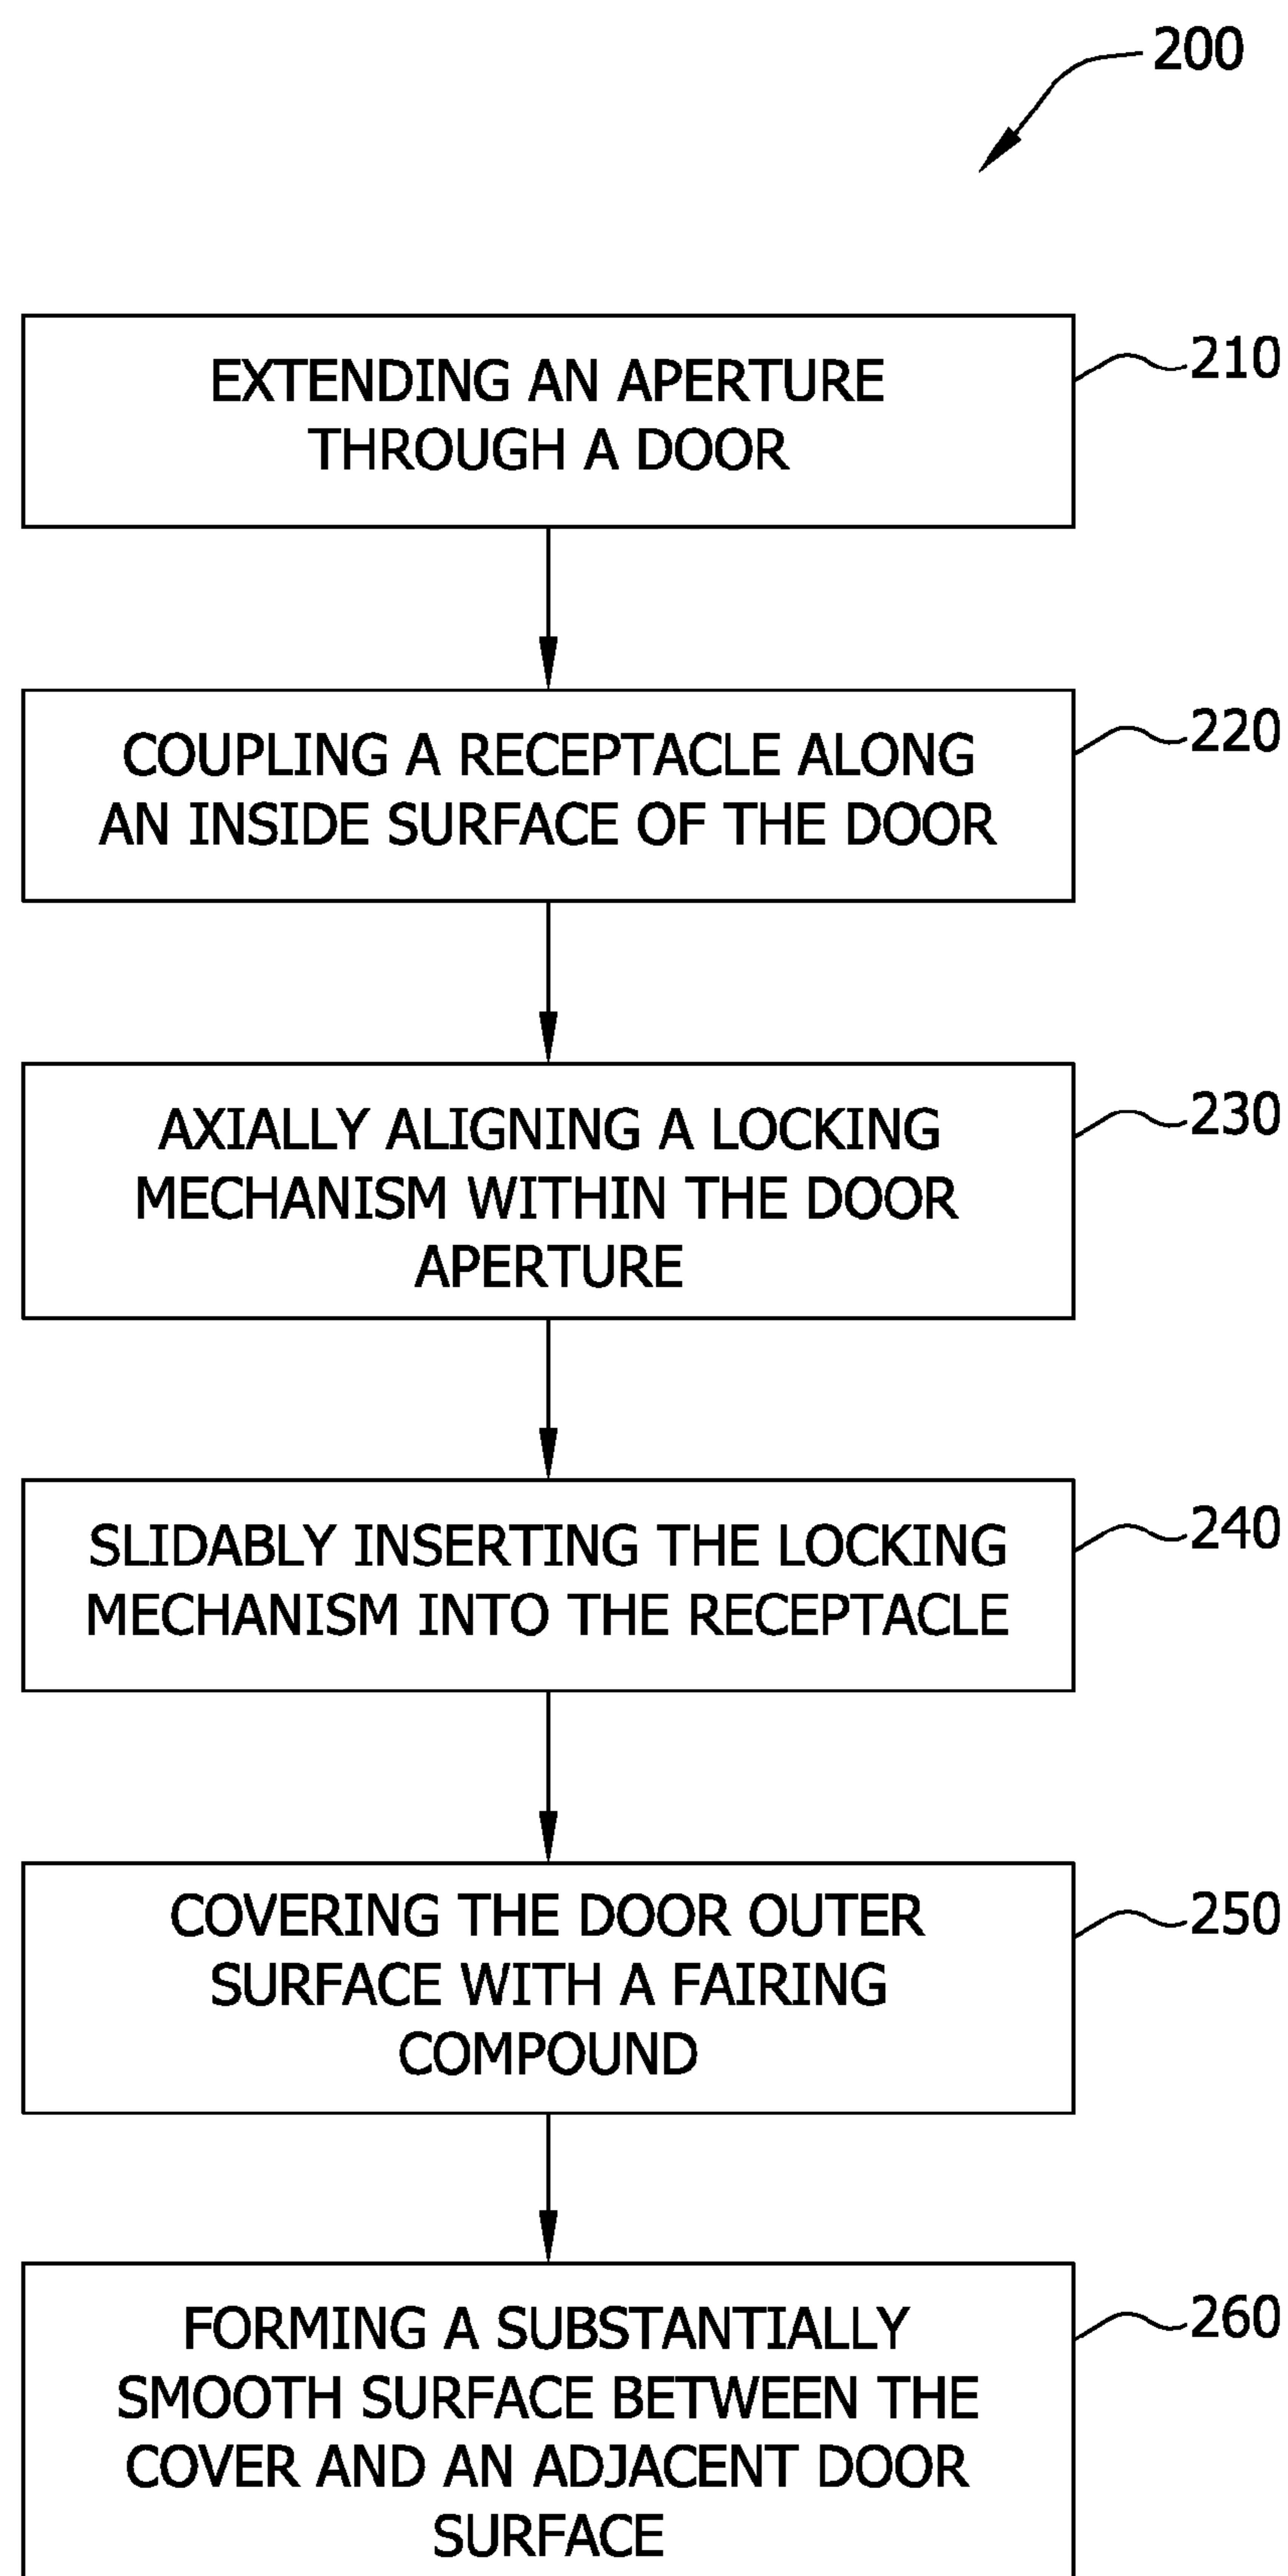 200
EXTENDING AN APERTURE
THROUGH A DOOR
210
COUPLING A RECEPTACLE ALONG
AN INSIDE SURFACE OF THE DOOR
220
AXIALLY ALIGNING A LOCKING
MECHANISM WITHIN THE DOOR
APERTURE
230
SLIDABLY INSERTING THE LOCKING
MECHANISM INTO THE RECEPTACLE
240
COVERING THE DOOR OUTER
SURFACE WITH A FAIRING
COMPOUND
250
FORMING A SUBSTANTIALLY
SMOOTH SURFACE BETWEEN THE
COVER AND AN ADJACENT DOOR
SURFACE
260